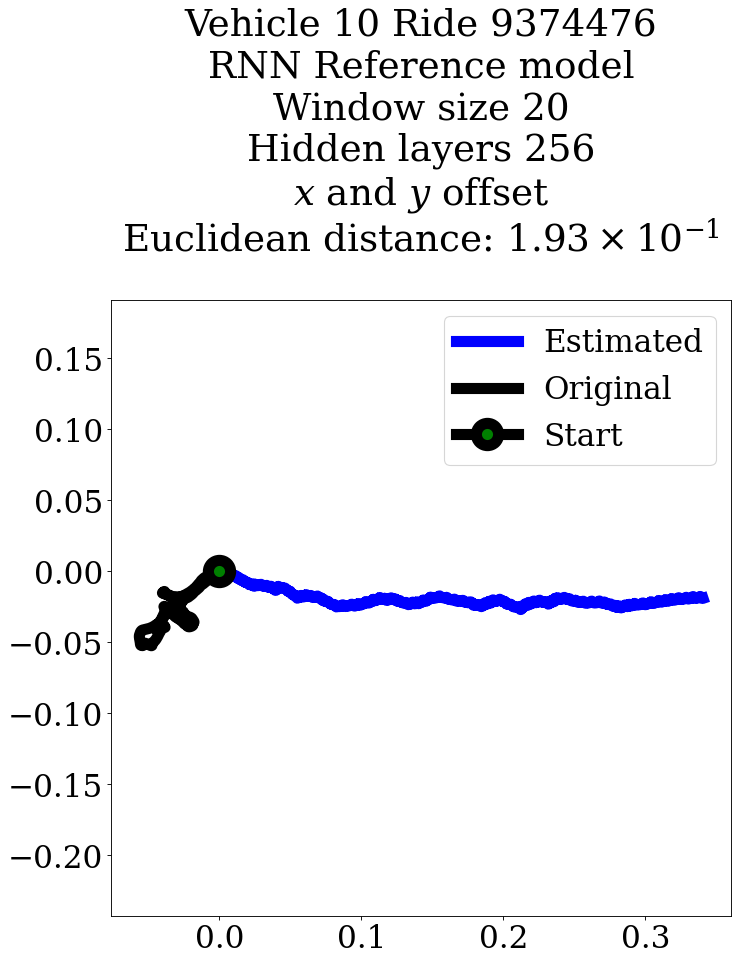 Vehicle 10 Ride 9374476
RNN Reference model
Window size 20
Hidden layers 256
x and y offset
Euclidean distance: 1.93 × 10⁻¹
Estimated
Original
Start
0.15
0.10
0.05
0.00
−0.05
−0.10
−0.15
−0.20
0.0 0.1 0.2 0.3